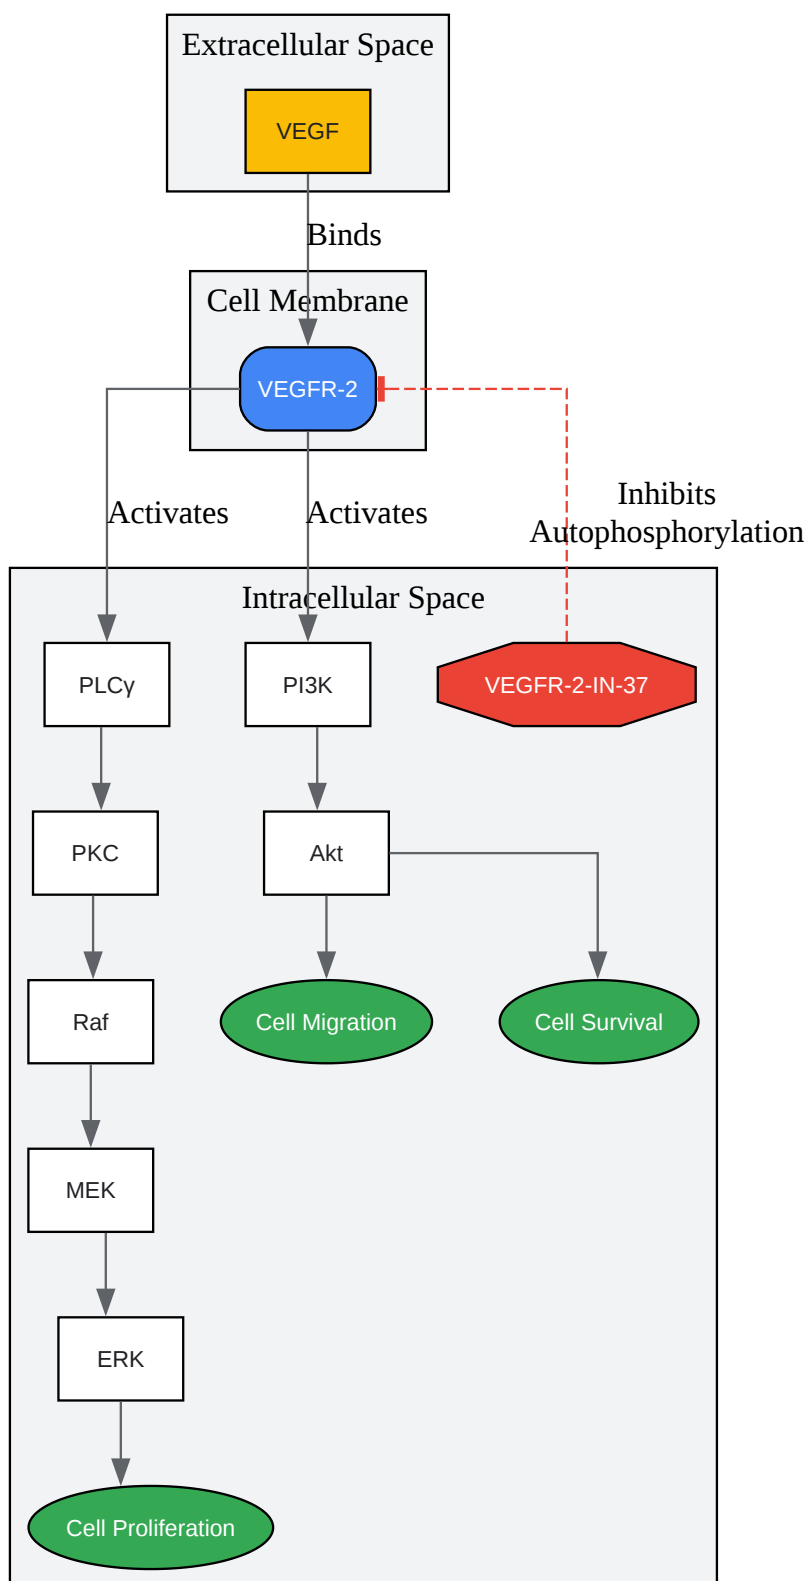 Extracellular Space
VEGF
Binds
Cell Membrane
VEGFR-2
Activates
Activates
Inhibits
Autophosphorylation
Intracellular Space
PLCγ
PI3K
VEGFR-2-IN-37
PKC
Akt
Raf
Cell Migration
Cell Survival
MEK
ERK
Cell Proliferation